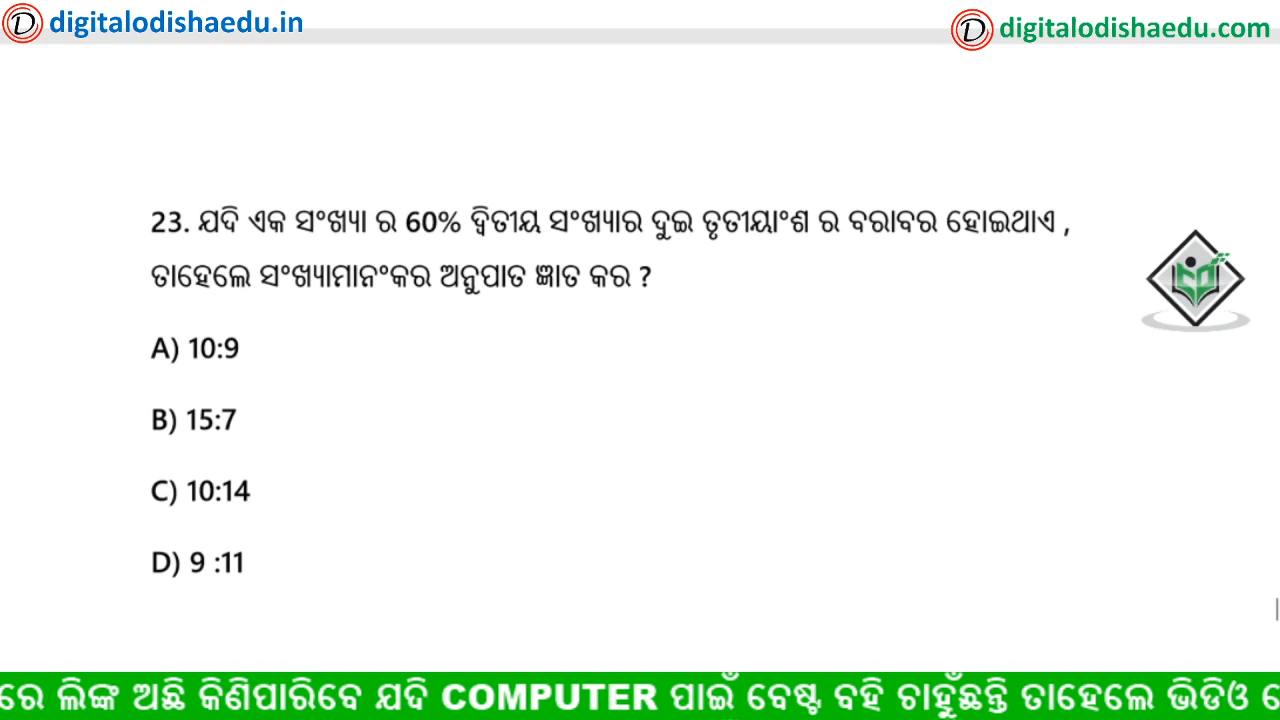 digitalodishaedu.in
digitalodishaedu.com
23. ଯଦି ଏକ ସଂଖ୍ୟା ର 60% ଦ୍ଵିତୀୟ ସଂଖ୍ୟାର ଦୁଇ ତୃତୀୟାଂଶ ର ବରାବର ହୋଇଥାଏ ,
ତାହେଲେ ସଂଖ୍ୟାମାନଂକର ଅନୁପାତ ଜ୍ଞାତ କର ?
A) 10:9
B) 15:7
C) 10:14
D) 9 :11
ରେ ଲିଙ୍କ ଅଛି କିଣିପାରିବେ ଯଦି COMPUTER ପାଇଁ ବେଷ୍ଟ ବହି ଚାହୁଁଛନ୍ତି ତାହେଲେ ଭିଡିଓ